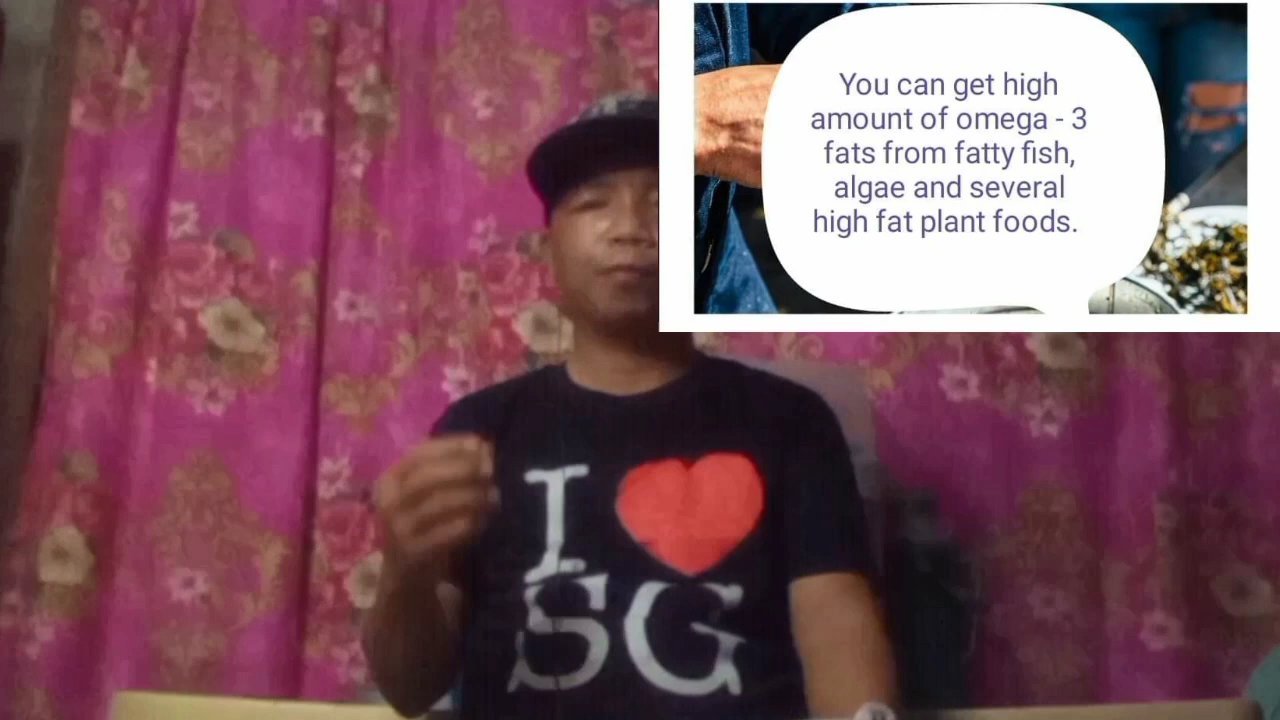 You can get high
amount of omega - 3
fats from fatty fish,
algae and several
high fat plant foods.
I
SG